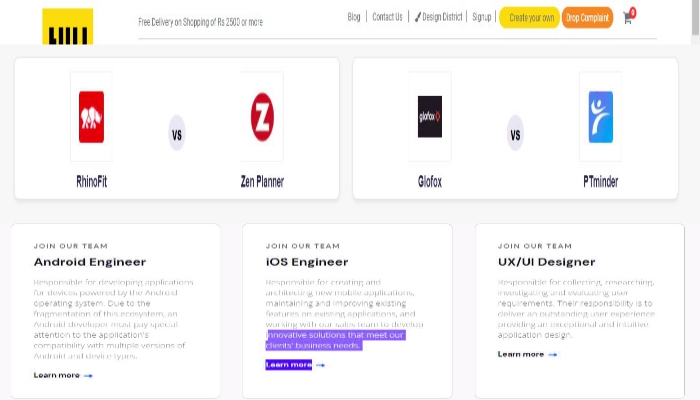 Free Delivery on Shopping of Rs 2500 or more
Blog
Contact Us
Design District
Signup
Create your own
Drop Complaint
0
RhinoFit
VS
Z
Zen Planner
glofox
Glofox
VS
PTminder
JOIN OUR TEAM
Android Engineer
Responsible for developing applications
for devices powered by the Android
operating system. Due to the
fragmentation of this ecosystem, an
Android developer must pay special
attention to the application's
compatibility with multiple versions of
Android and device types.
Learn more
JOIN OUR TEAM
iOS Engineer
Responsible for creating and
architecting new mobile applications,
maintaining and improving existing
features on existing applications, and
working with our sales team to develop
innovative solutions that meet our
clients' business needs.
Learn more
JOIN OUR TEAM
UX/UI Designer
Responsible for collecting, researching,
investigating and evaluating user
requirements. Their responsibility is to
deliver an outstanding user experience
providing an exceptional and intuitive
application design.
Learn more